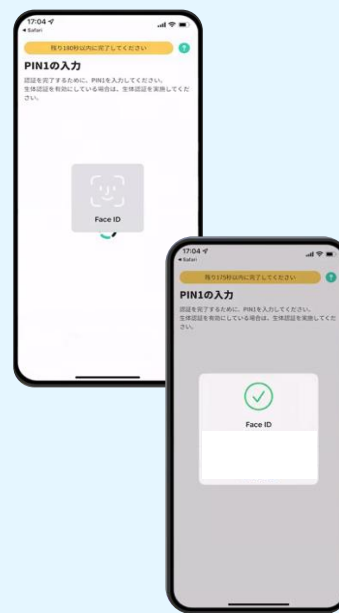 17:04
◀ Safari
残り180秒以内に完了してください
?
PIN1の入力
認証を完了するために、PIN1を入力してください。
生体認証を有効にしている場合は、生体認証を実施してくだ
さい。
Face ID
17:04
◀ Safari
残り175秒以内に完了してください
?
PIN1の入力
認証を完了するために、PIN1を入力してください。
生体認証を有効にしている場合は、生体認証を実施してくだ
さい。
Face ID